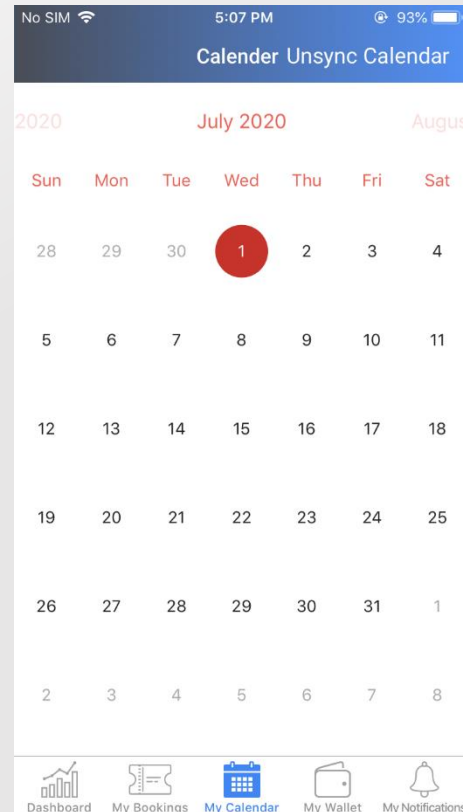 No SIM 5:07 PM 93%
Calender Unsync Calendar
2020 July 2020 Augus
Sun Mon Tue Wed Thu Fri Sat
28 29 30 1 2 3 4
5 6 7 8 9 10 11
12 13 14 15 16 17 18
19 20 21 22 23 24 25
26 27 28 29 30 31 1
2 3 4 5 6 7 8
Dashboard My Bookings My Calendar My Wallet My Notifications